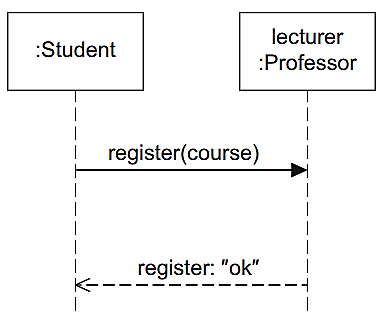 :Student
lecturer
:Professor
register(course)
register: "ok"